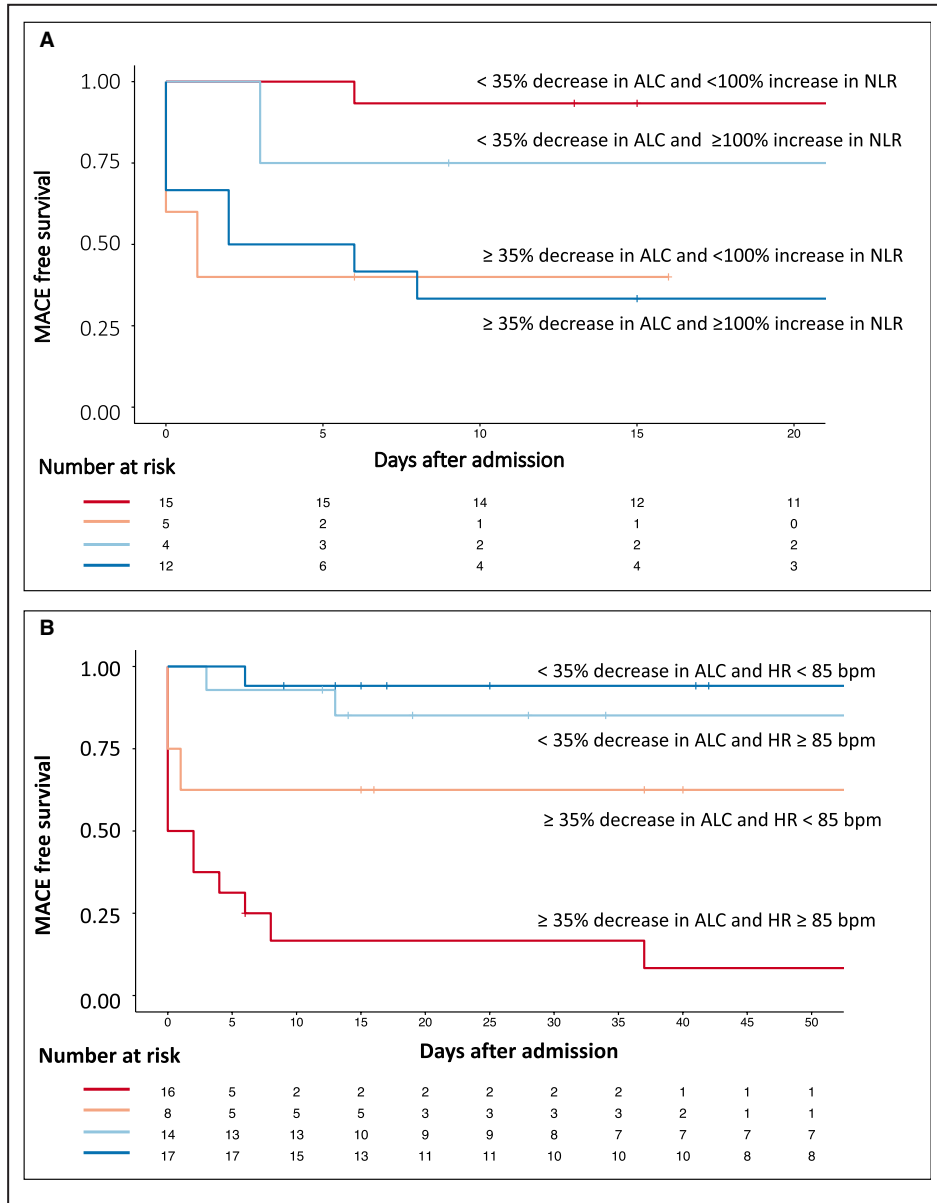 A
1.00
0.75
0.50
0.25
0.00
MACE free survival
< 35% decrease in ALC and <100% increase in NLR
< 35% decrease in ALC and ≥100% increase in NLR
≥ 35% decrease in ALC and <100% increase in NLR
≥ 35% decrease in ALC and ≥100% increase in NLR
0 5 10 15 20
Days after admission
Number at risk
15 15 14 12 11
5 2 1 1 0
4 3 2 2 2
12 6 4 4 3
B
1.00
0.75
0.50
0.25
0.00
MACE free survival
< 35% decrease in ALC and HR < 85 bpm
< 35% decrease in ALC and HR ≥ 85 bpm
≥ 35% decrease in ALC and HR < 85 bpm
≥ 35% decrease in ALC and HR ≥ 85 bpm
0 5 10 15 20 25 30 35 40 45 50
Days after admission
Number at risk
16 5 2 2 2 2 2 2 1 1 1
8 5 5 5 3 3 3 3 2 1 1
14 13 13 10 9 9 8 7 7 7 7
17 17 15 13 11 11 10 10 10 8 8